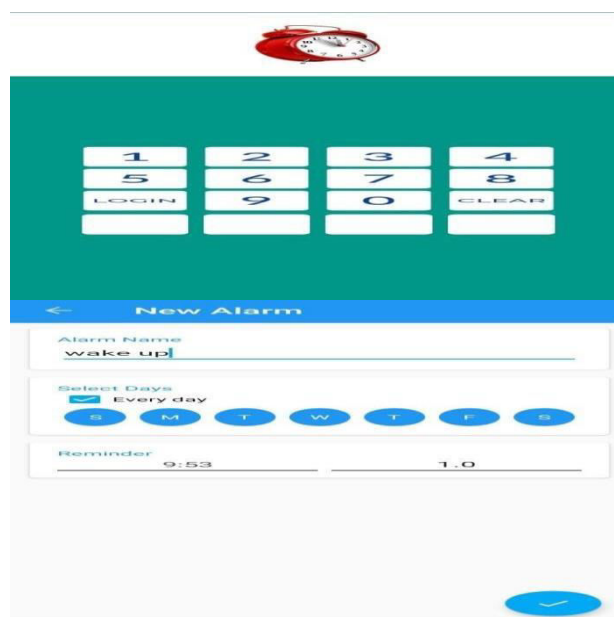 1 2 3 4
5 6 7 8
LOGIN 9 0 CLEAR
New Alarm
Alarm Name
wake up
Select Days
Every day
S M T W T F S
Reminder
9:53 1.0